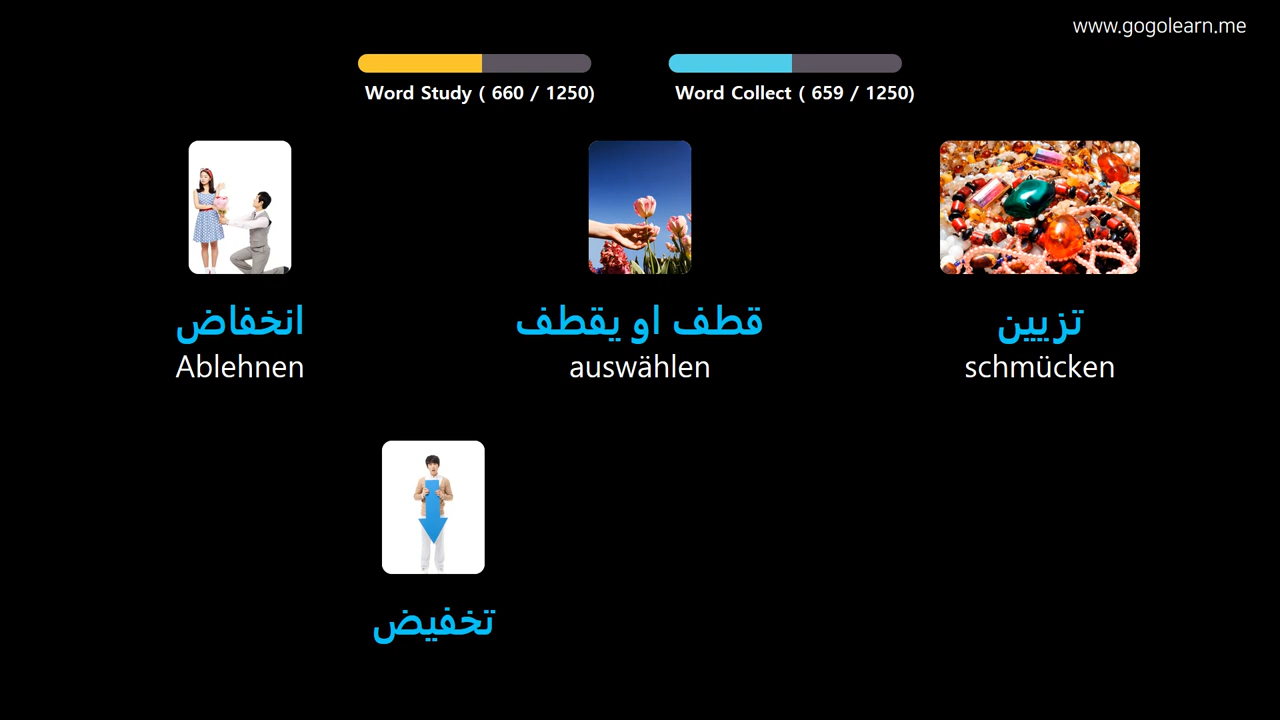 www.gogolearn.me
Word Study ( 660 / 1250)
Word Collect ( 659 / 1250)
انخفاض
Ablehnen
قطف او يقطف
auswählen
تزيين
schmücken
تخفيض